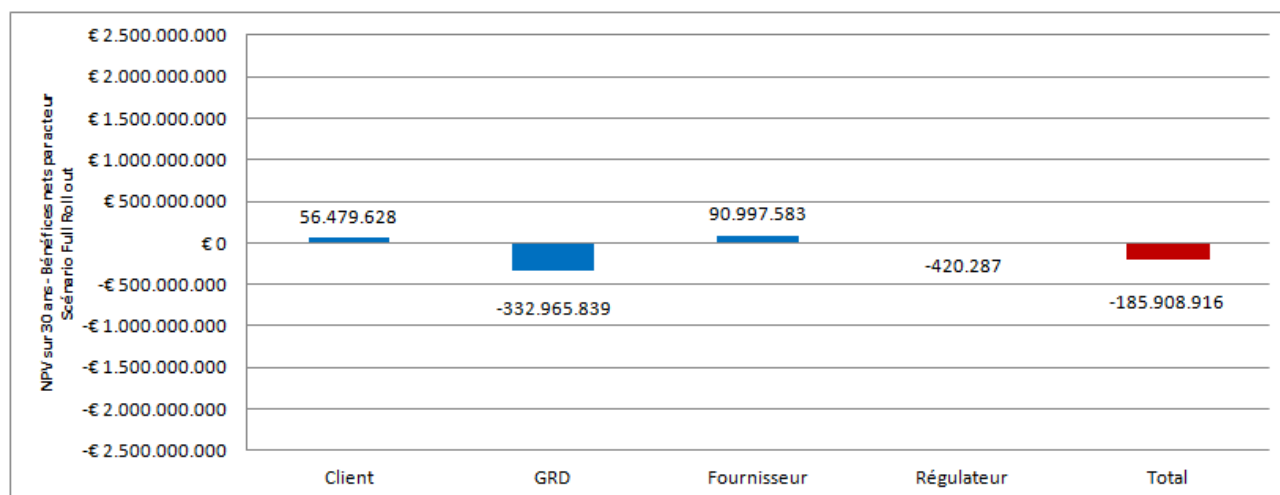 NPV sur 30 ans - Bénéfices nets par acteur
Scénario Full Roll out
€ 2.500.000.000
€ 2.000.000.000
€ 1.500.000.000
€ 1.000.000.000
€ 500.000.000
€ 0
-€ 500.000.000
-€ 1.000.000.000
-€ 1.500.000.000
-€ 2.000.000.000
-€ 2.500.000.000
56.479.628
-332.965.839
90.997.583
-420.287
-185.908.916
Client
GRD
Fournisseur
Régulateur
Total